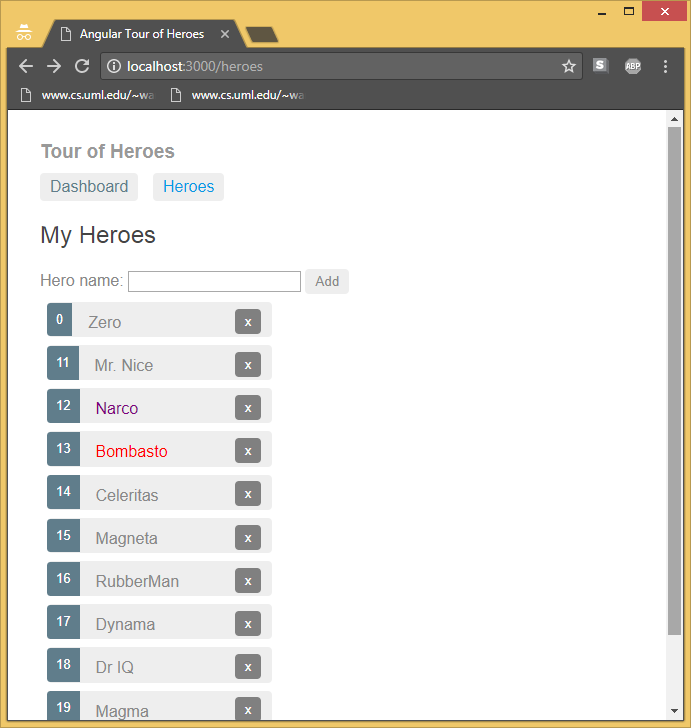 Angular Tour of Heroes
localhost:3000/heroes
S
ABP
www.cs.uml.edu/~wa
www.cs.uml.edu/~wa
Tour of Heroes
Dashboard Heroes
My Heroes
Hero name: Add
0 Zero x
11 Mr. Nice x
12 Narco x
13 Bombasto x
14 Celeritas x
15 Magneta x
16 RubberMan x
17 Dynama x
18 Dr IQ x
19 Magma x